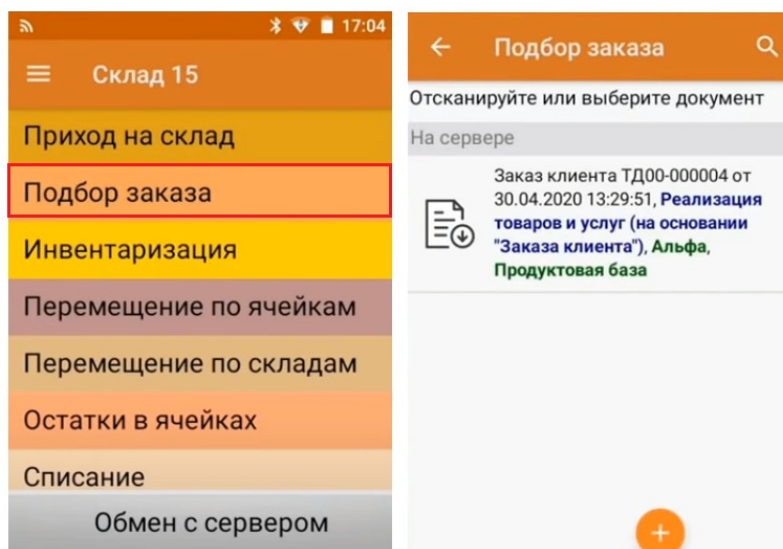 17:04
Склад 15
Приход на склад
Подбор заказа
Инвентаризация
Перемещение по ячейкам
Перемещение по складам
Остатки в ячейках
Списание
Обмен с сервером
Подбор заказа
Отсканируйте или выберите документ
На сервере
Заказ клиента ТД00-000004 от
30.04.2020 13:29:51, Реализация
товаров и услуг (на основании
"Заказа клиента"), Альфа,
Продуктовая база